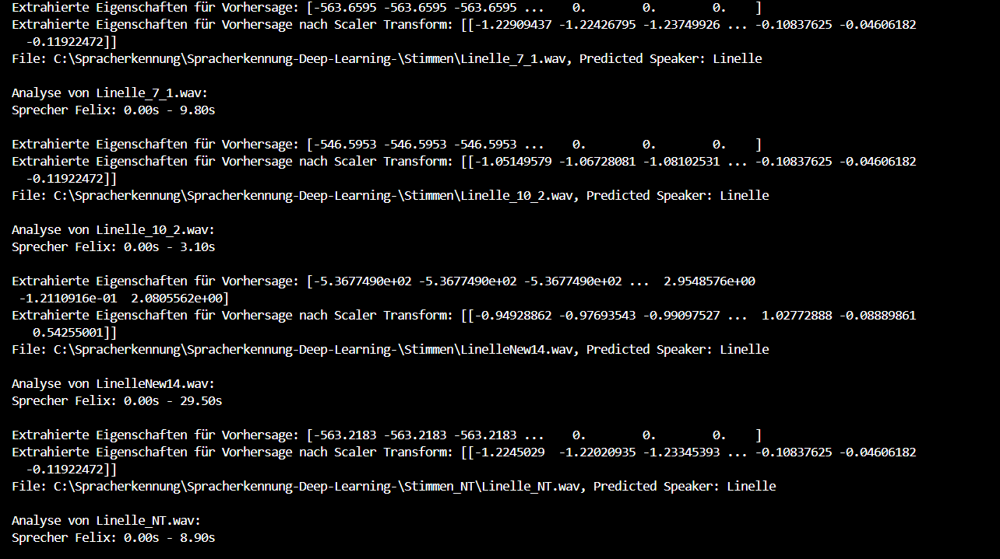 Extrahierte Eigenschaften für Vorhersage: [-563.6595 -563.6595 -563.6595 ...    0.        0.        0.    ]
Extrahierte Eigenschaften für Vorhersage nach Scaler Transform: [[-1.22909437 -1.22426795 -1.23749926 ... -0.10837625 -0.04606182
  -0.11922472]]
File: C:\Spracherkennung\Spracherkennung-Deep-Learning-\Stimmen\Linelle_7_1.wav, Predicted Speaker: Linelle

Analyse von Linelle_7_1.wav:
Sprecher Felix: 0.00s - 9.80s

Extrahierte Eigenschaften für Vorhersage: [-546.5953 -546.5953 -546.5953 ...    0.        0.        0.    ]
Extrahierte Eigenschaften für Vorhersage nach Scaler Transform: [[-1.05149579 -1.06728081 -1.08102531 ... -0.10837625 -0.04606182
  -0.11922472]]
File: C:\Spracherkennung\Spracherkennung-Deep-Learning-\Stimmen\Linelle_10_2.wav, Predicted Speaker: Linelle

Analyse von Linelle_10_2.wav:
Sprecher Felix: 0.00s - 3.10s

Extrahierte Eigenschaften für Vorhersage: [-5.3677490e+02 -5.3677490e+02 -5.3677490e+02 ...  2.9548576e+00
 -1.2110916e-01  2.0805562e+00]
Extrahierte Eigenschaften für Vorhersage nach Scaler Transform: [[-0.94928862 -0.97693543 -0.99097527 ...  1.02772888 -0.08889861
   0.54255001]]
File: C:\Spracherkennung\Spracherkennung-Deep-Learning-\Stimmen\LinelleNew14.wav, Predicted Speaker: Linelle

Analyse von LinelleNew14.wav:
Sprecher Felix: 0.00s - 29.50s

Extrahierte Eigenschaften für Vorhersage: [-563.2183 -563.2183 -563.2183 ...    0.        0.        0.    ]
Extrahierte Eigenschaften für Vorhersage nach Scaler Transform: [[-1.2245029  -1.22020935 -1.23345393 ... -0.10837625 -0.04606182
  -0.11922472]]
File: C:\Spracherkennung\Spracherkennung-Deep-Learning-\Stimmen_NT\Linelle_NT.wav, Predicted Speaker: Linelle

Analyse von Linelle_NT.wav:
Sprecher Felix: 0.00s - 8.90s